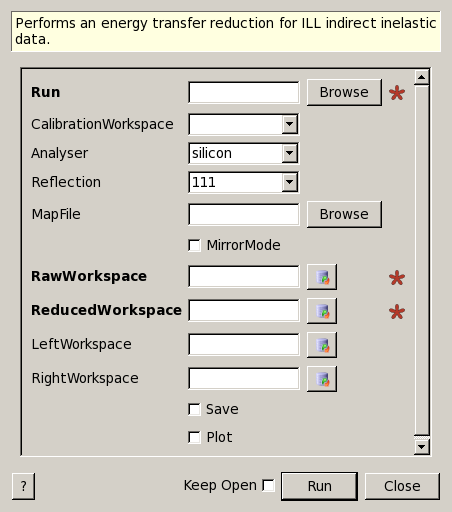 Performs an energy transfer reduction for ILL indirect inelastic
data.
Run
Browse
CalibrationWorkspace
Analyser
silicon
Reflection
111
MapFile
Browse
MirrorMode
RawWorkspace
ReducedWorkspace
LeftWorkspace
RightWorkspace
Save
Plot
?
Keep Open
Run
Close